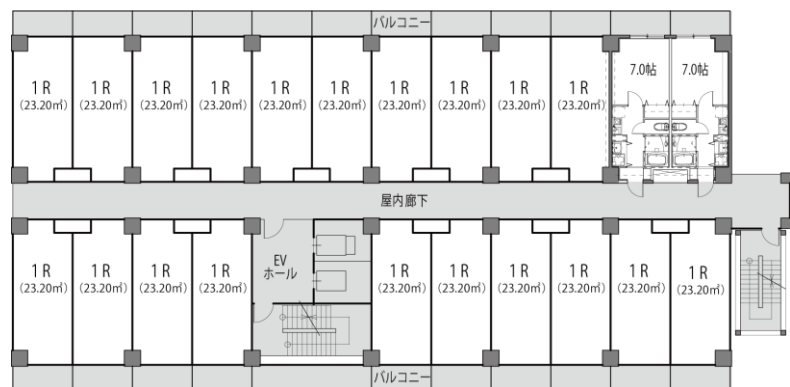 バルコニー
1R 1R 1R 1R 1R 1R 1R 1R 1R 1R 7.0帖 7.0帖
(23.20㎡) (23.20㎡) (23.20㎡) (23.20㎡) (23.20㎡) (23.20㎡) (23.20㎡) (23.20㎡) (23.20㎡) (23.20㎡)
屋内廊下
EV
ホール
1R 1R 1R 1R 1R 1R 1R 1R 1R 1R
(23.20㎡) (23.20㎡) (23.20㎡) (23.20㎡) (23.20㎡) (23.20㎡) (23.20㎡) (23.20㎡) (23.20㎡) (23.20㎡)
バルコニー